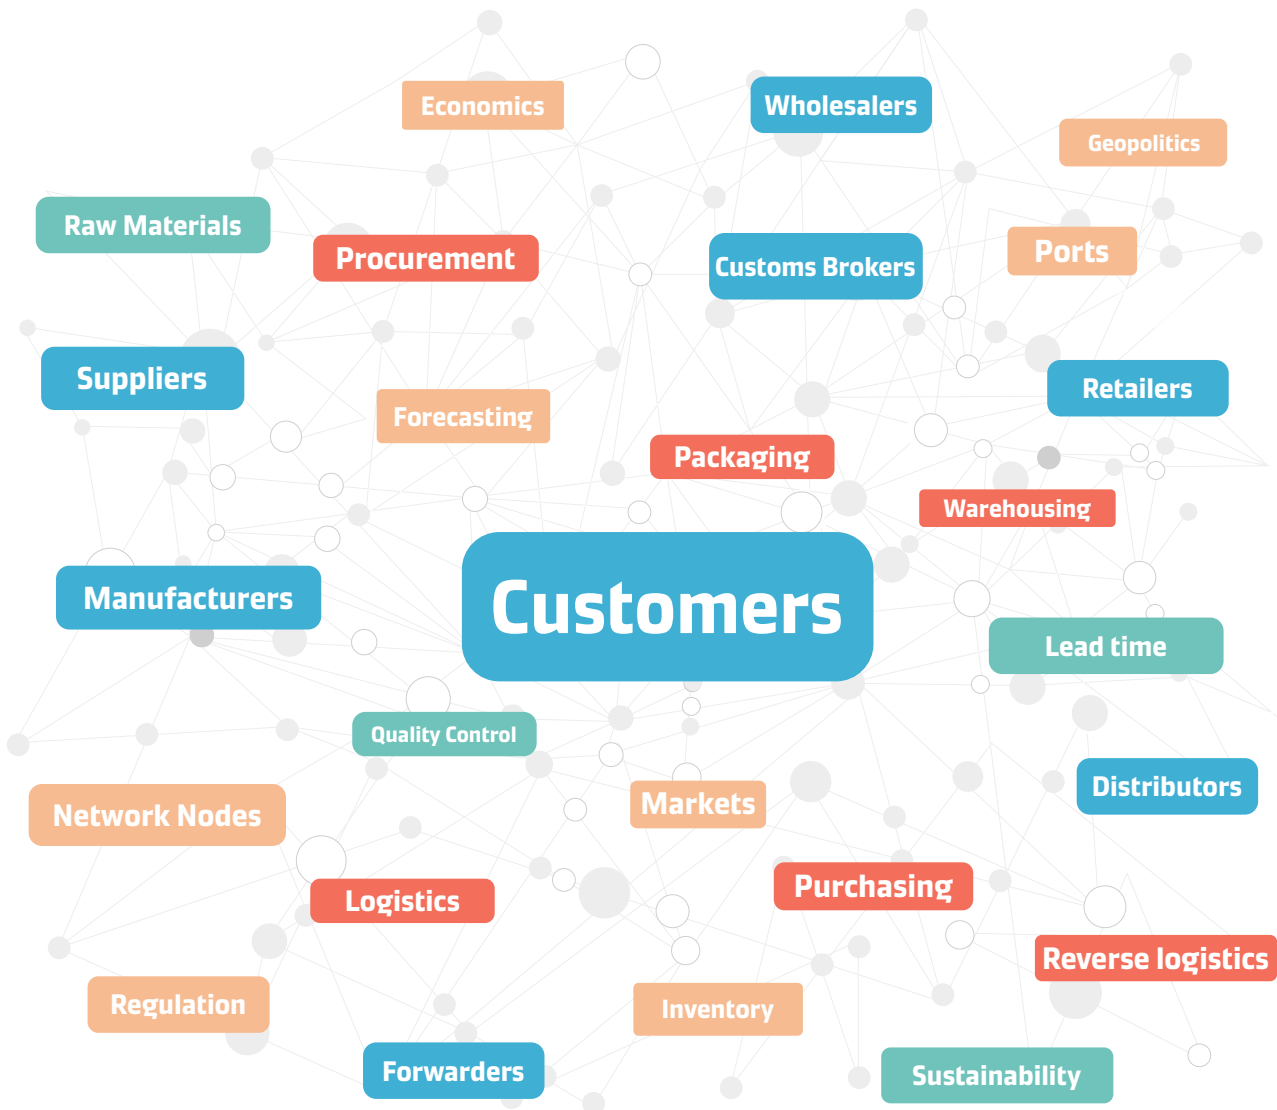 Economics
Wholesalers
Geopolitics
Raw Materials
Procurement
Customs Brokers
Ports
Suppliers
Forecasting
Retailers
Packaging
Warehousing
Manufacturers
Customers
Lead time
Quality Control
Network Nodes
Markets
Distributors
Logistics
Purchasing
Reverse logistics
Regulation
Inventory
Forwarders
Sustainability